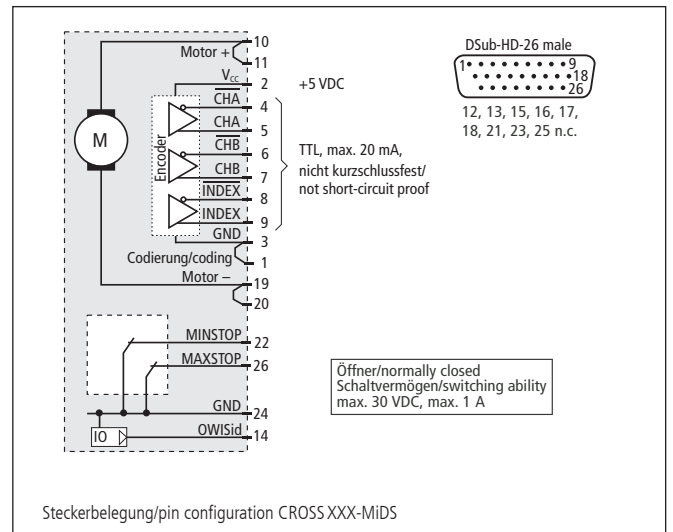 10
Motor +
11
V_cc
2
+5 VDC
C̅H̅A̅
4
CHA
5
C̅H̅B̅
6
CHB
7
I̅N̅D̅E̅X̅
8
INDEX
9
GND
3
Codierung/coding
1
Motor –
19
20
M
Encoder
TTL, max. 20 mA,
nicht kurzschlussfest/
not short-circuit proof
DSub-HD-26 male
1 9
18
26
12, 13, 15, 16, 17,
18, 21, 23, 25 n.c.
MINSTOP
22
MAXSTOP
26
GND
24
IO
OWISid
14
Öffner/normally closed
Schaltvermögen/switching ability
max. 30 VDC, max. 1 A
Steckerbelegung/pin configuration CROSS XXX-MiDS